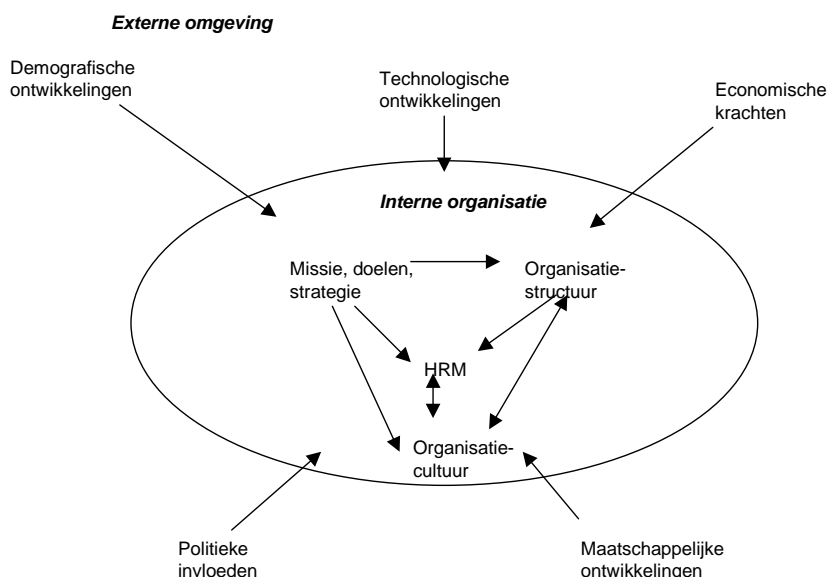 Externe omgeving
Demografische
ontwikkelingen
Technologische
ontwikkelingen
Economische
krachten
Interne organisatie
Missie, doelen,
strategie
Organisatie-
structuur
HRM
Organisatie-
cultuur
Politieke
invloeden
Maatschappelijke
ontwikkelingen